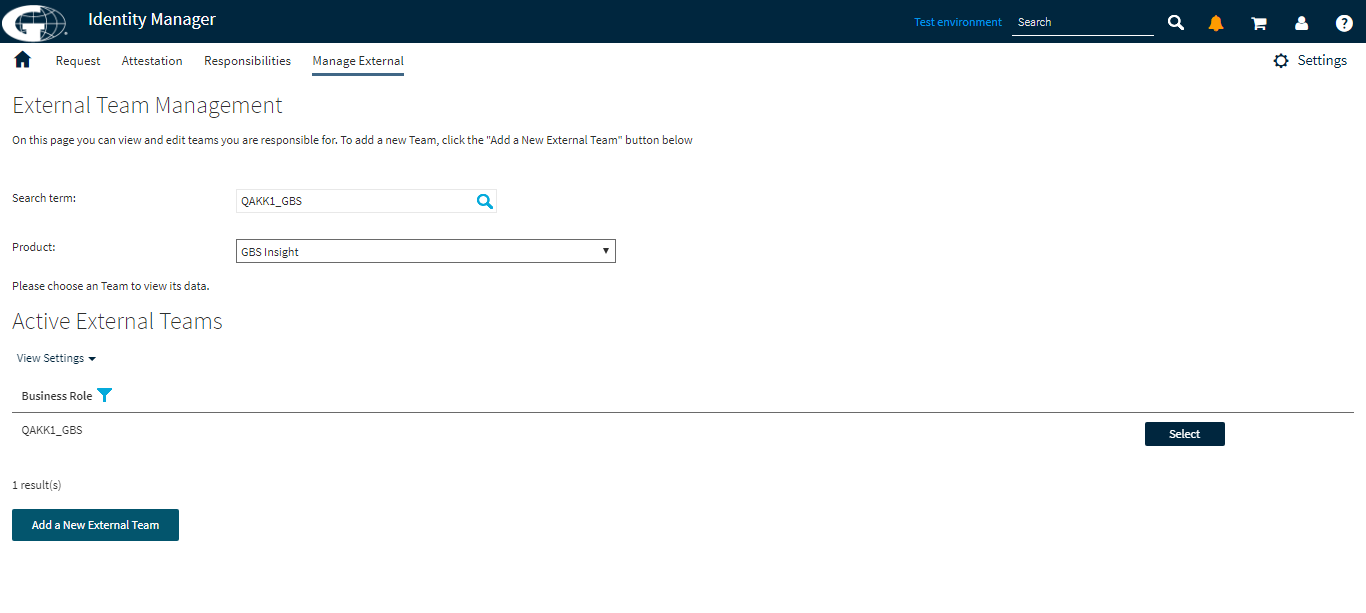 Identity Manager
Test environment
Search
Request Attestation Responsibilities Manage External
Settings
External Team Management
On this page you can view and edit teams you are responsible for. To add a new Team, click the "Add a New External Team" button below
Search term:
QAKK1_GBS
Product:
GBS Insight
Please choose an Team to view its data.
Active External Teams
View Settings
Business Role
QAKK1_GBS
Select
1 result(s)
Add a New External Team